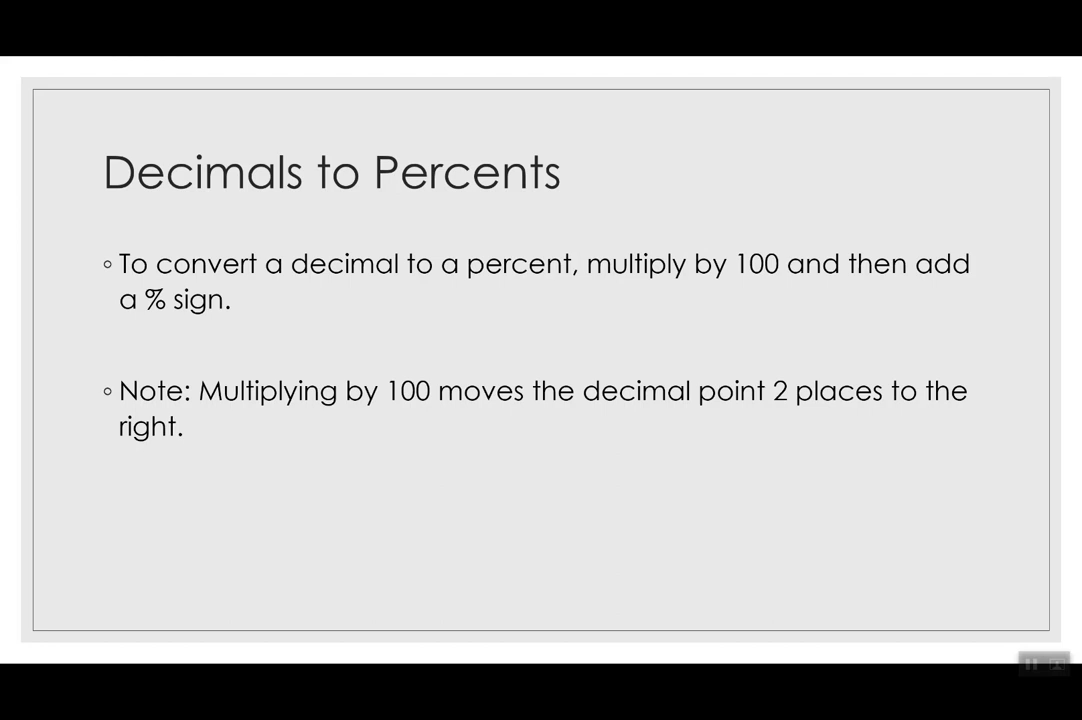 Decimals to Percents
◦ To convert a decimal to a percent, multiply by 100 and then add
a % sign.
◦ Note: Multiplying by 100 moves the decimal point 2 places to the
right.